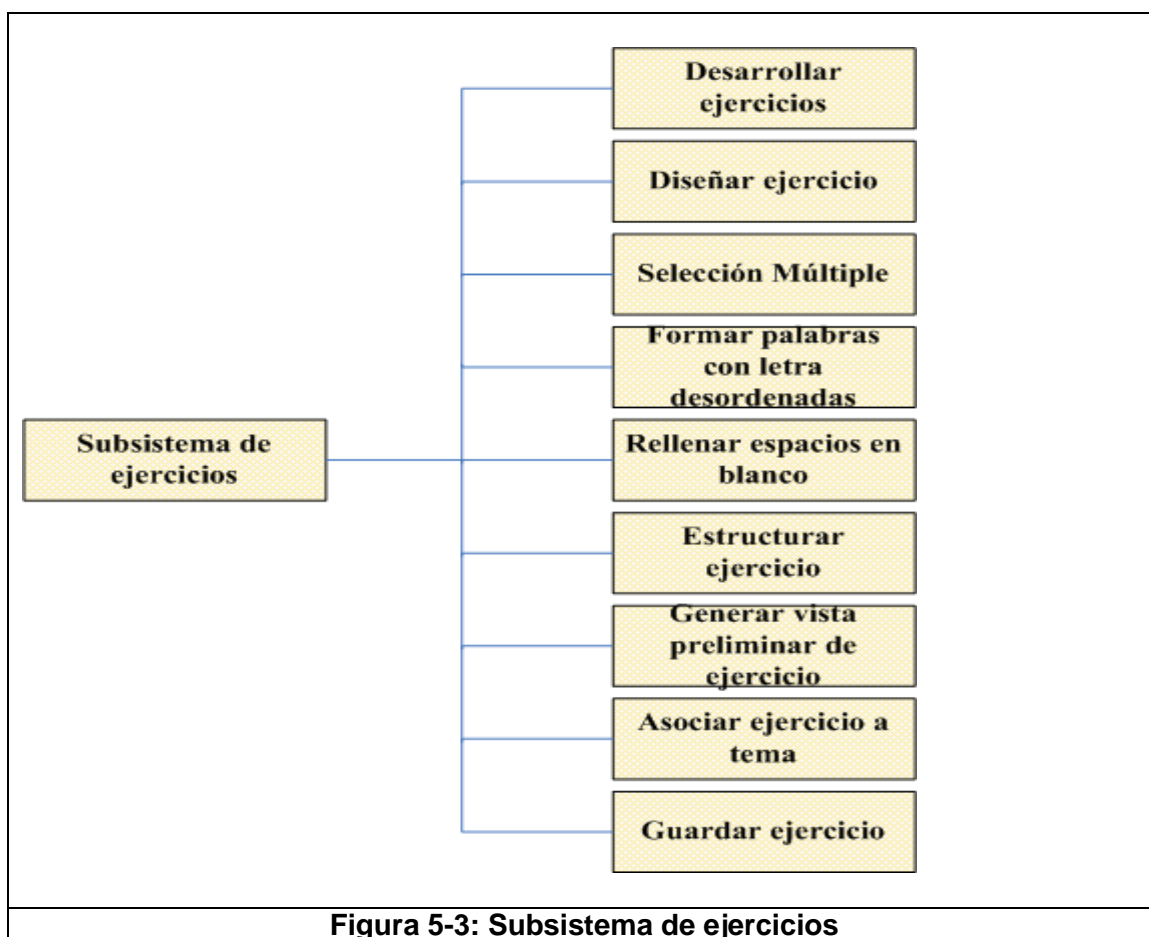 Desarrollar
ejercicios
Diseñar ejercicio
Selección Múltiple
Formar palabras
con letra
desordenadas
Subsistema de
ejercicios
Rellenar espacios en
blanco
Estructurar
ejercicio
Generar vista
preliminar de
ejercicio
Asociar ejercicio a
tema
Guardar ejercicio
Figura 5-3: Subsistema de ejercicios